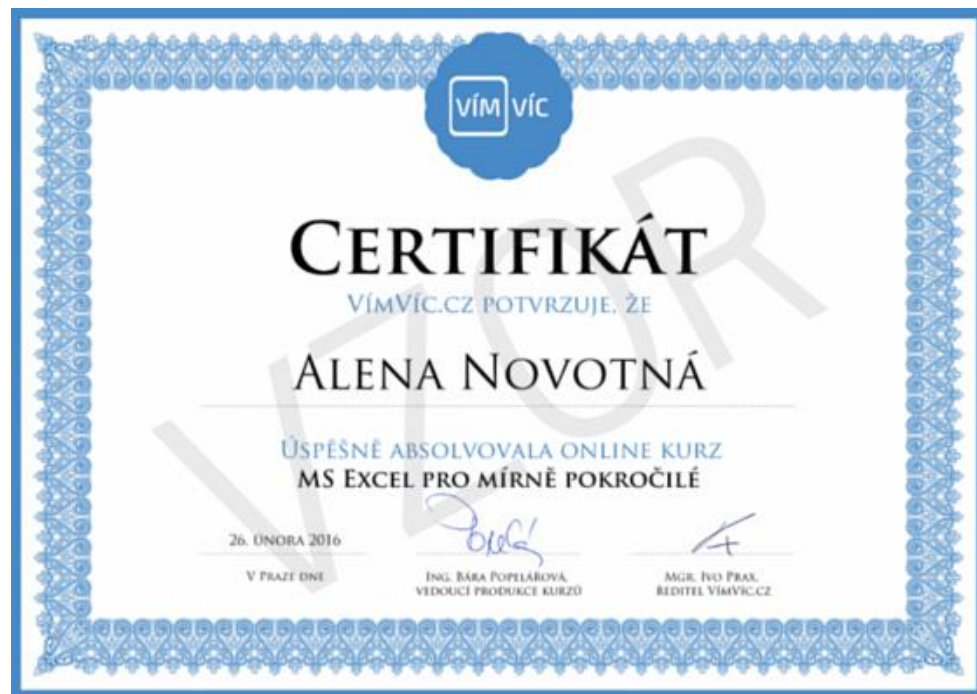 VÍM VÍC
CERTIFIKÁT
VÍMVÍC.CZ POTVRZUJE, ŽE
ALENA NOVOTNÁ
ÚSPĚŠNĚ ABSOLVOVALA ONLINE KURZ
MS EXCEL PRO MÍRNĚ POKROČILÉ
26. ÚNORA 2016
V PRAZE DNE
ING. BÁRA POPELÁŘOVÁ,
VEDOUCÍ PRODUKCE KURZŮ
MGR. IVO PRAX,
ŘEDITEL VÍMVÍC.CZ
VZOR